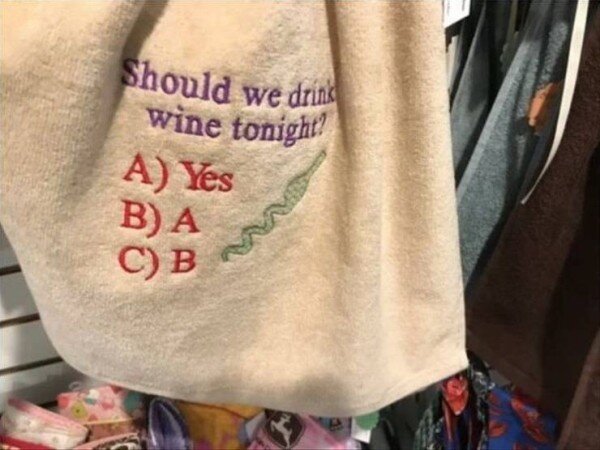 Should we drink
wine tonight?
A) Yes
B) A
C) B